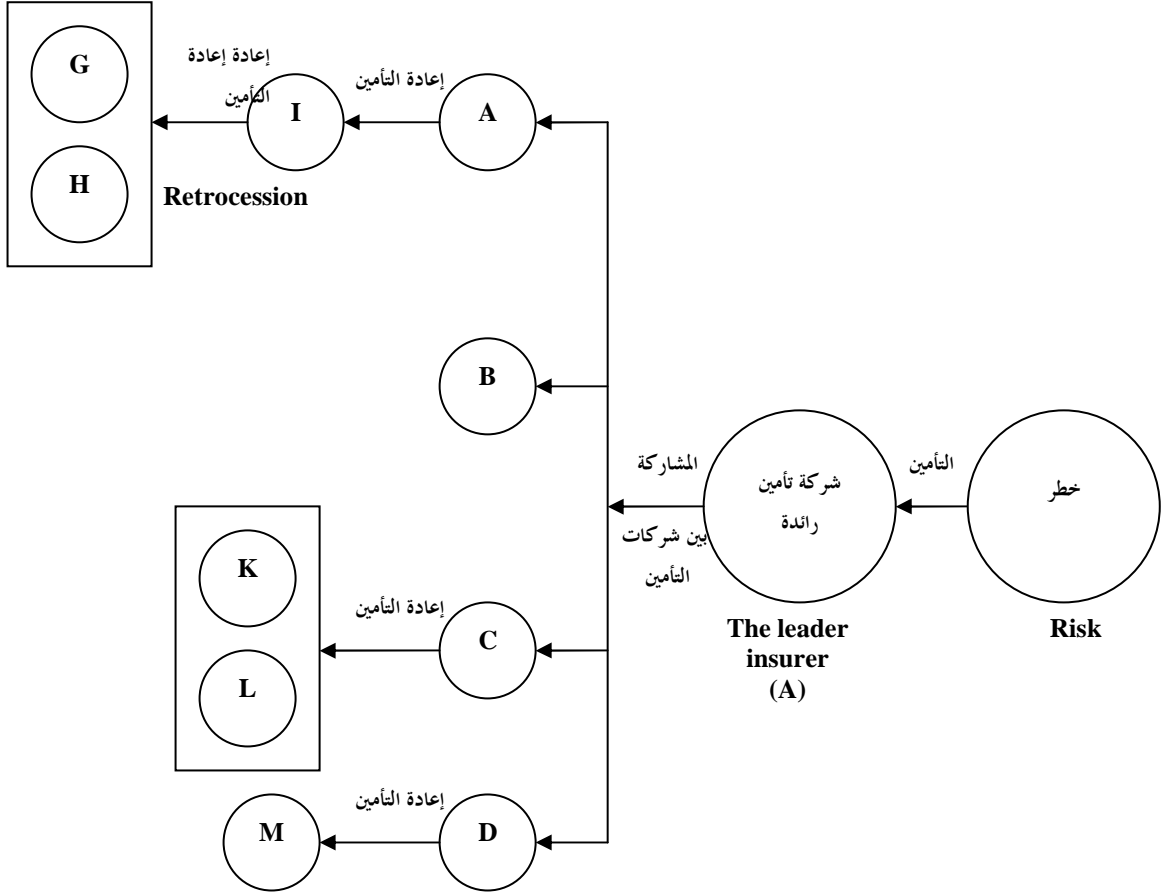 إعادة إعادة
التأمين
إعادة التأمين
G
I
A
H
Retrocession
B
المشاركة
بين شركات
التأمين
شركة تأمين
رائدة
The leader
insurer
(A)
التأمين
خطر
Risk
K
إعادة التأمين
C
L
إعادة التأمين
M
D